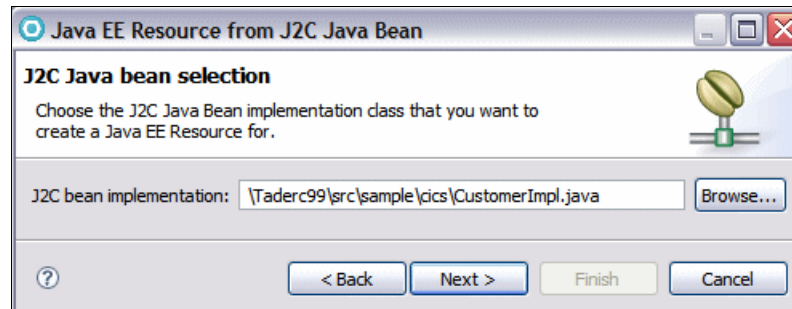 Java EE Resource from J2C Java Bean
J2C Java bean selection
Choose the J2C Java Bean implementation class that you want to
create a Java EE Resource for.
J2C bean implementation: \Taderc99\src\sample\cics\CustomerImpl.java Browse...
? < Back Next > Finish Cancel